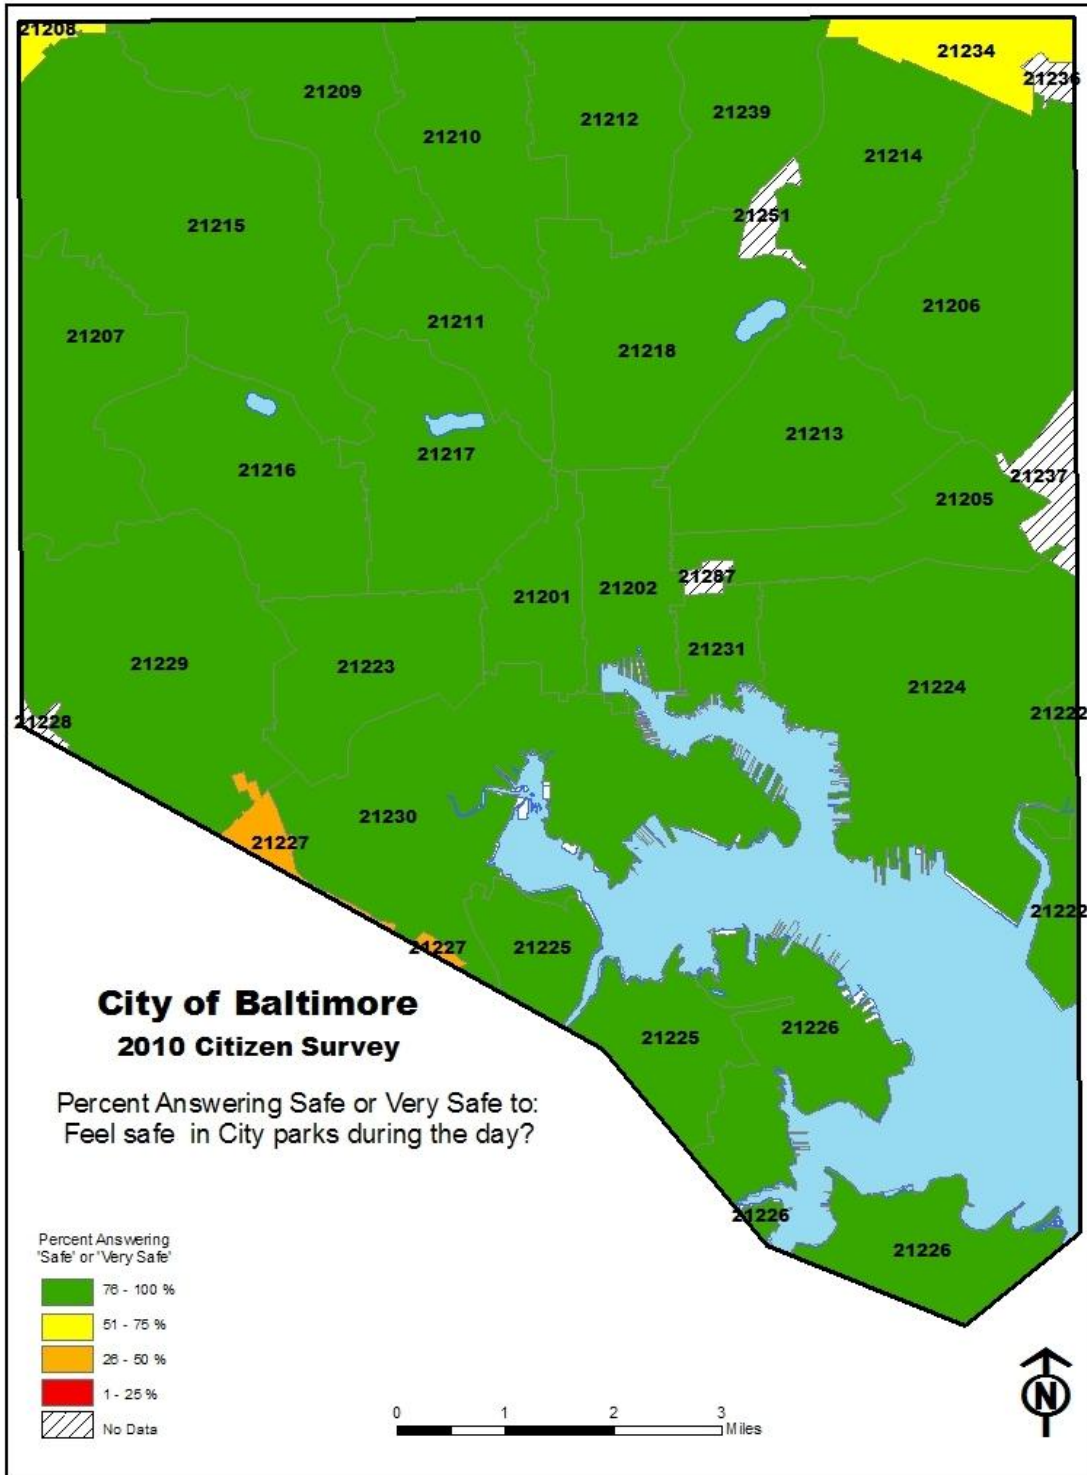 21208
21234
21236
21209
21239
21212
21210
21214
21251
21215
21206
21211
21207
21218
21213
21217
21216
21237
21205
21287
21202
21201
21231
21229
21223
21224
21222
21228
21230
21227
21222
21227
21225
City of Baltimore
2010 Citizen Survey
21226
21225
Percent Answering Safe or Very Safe to:
Feel safe in City parks during the day?
21226
21226
Percent Answering
'Safe' or 'Very Safe'
76 - 100 %
51 - 75 %
26 - 50 %
1 - 25 %
No Data
0 1 2 3
Miles
N